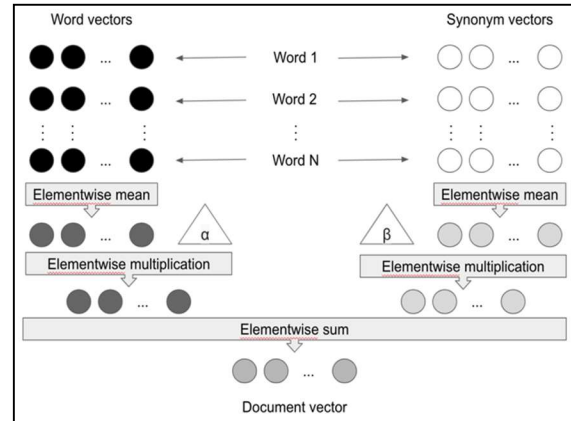 Word vectors Synonym vectors
... Word 1 ...
... Word 2 ...
⋮ ⋮ ⋮ ⋮ ⋮ ⋮ ⋮
... Word N ...
Elementwise mean Elementwise mean
... α β ...
Elementwise multiplication Elementwise multiplication
... ...
Elementwise sum
...
Document vector